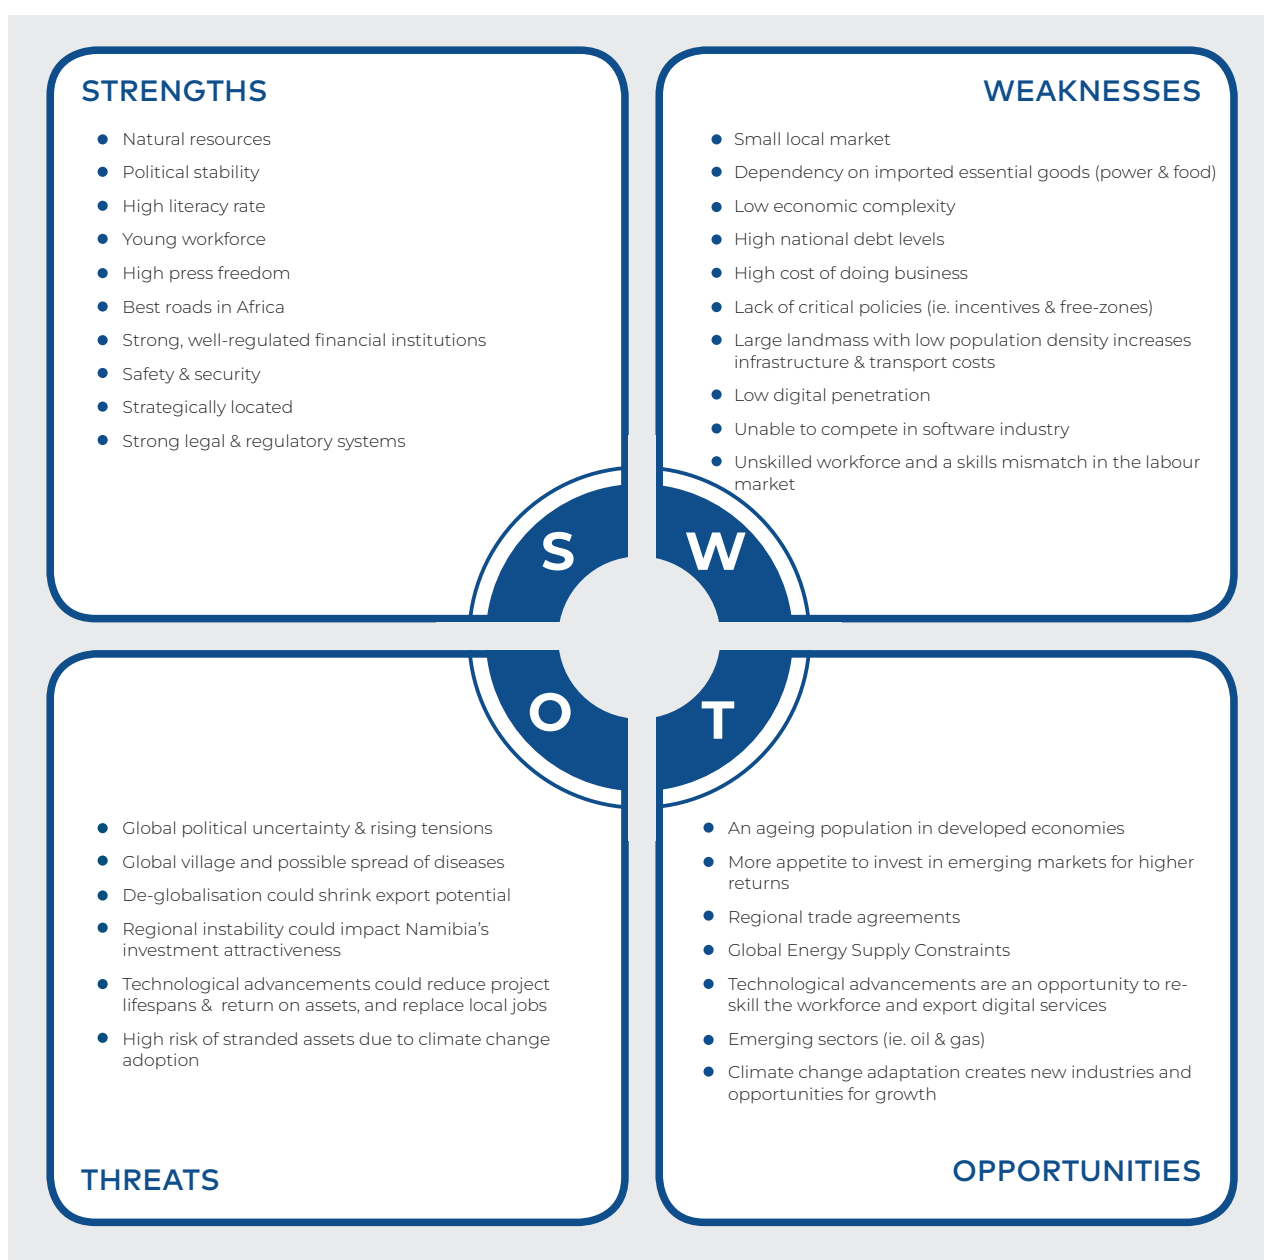 STRENGTHS
Natural resources
Political stability
High literacy rate
Young workforce
High press freedom
Best roads in Africa
Strong, well-regulated financial institutions
Safety & security
Strategically located
Strong legal & regulatory systems
WEAKNESSES
Small local market
Dependency on imported essential goods (power & food)
Low economic complexity
High national debt levels
High cost of doing business
Lack of critical policies (ie. incentives & free-zones)
Large landmass with low population density increases
infrastructure & transport costs
Low digital penetration
Unable to compete in software industry
Unskilled workforce and a skills mismatch in the labour
market
S
W
O
T
Global political uncertainty & rising tensions
Global village and possible spread of diseases
De-globalisation could shrink export potential
Regional instability could impact Namibia’s
investment attractiveness
Technological advancements could reduce project
lifespans & return on assets, and replace local jobs
High risk of stranded assets due to climate change
adoption
THREATS
An ageing population in developed economies
More appetite to invest in emerging markets for higher
returns
Regional trade agreements
Global Energy Supply Constraints
Technological advancements are an opportunity to re-
skill the workforce and export digital services
Emerging sectors (ie. oil & gas)
Climate change adaptation creates new industries and
opportunities for growth
OPPORTUNITIES